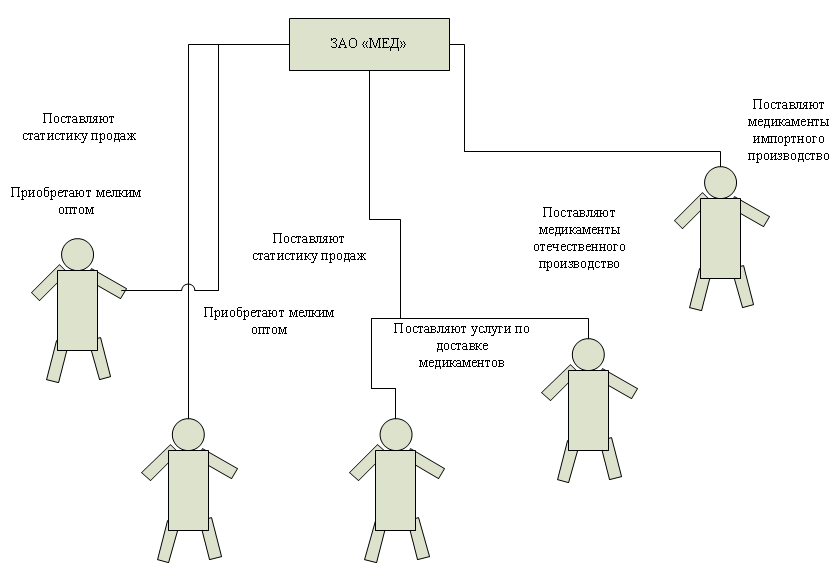 ЗАО «МЕД»
Поставляют
статистику продаж
Приобретают мелким
оптом
Поставляют
статистику продаж
Приобретают мелким
оптом
Поставляют услуги по
доставке
медикаментов
Поставляют
медикаменты
отечественного
производство
Поставляют
медикаменты
импортного
производство